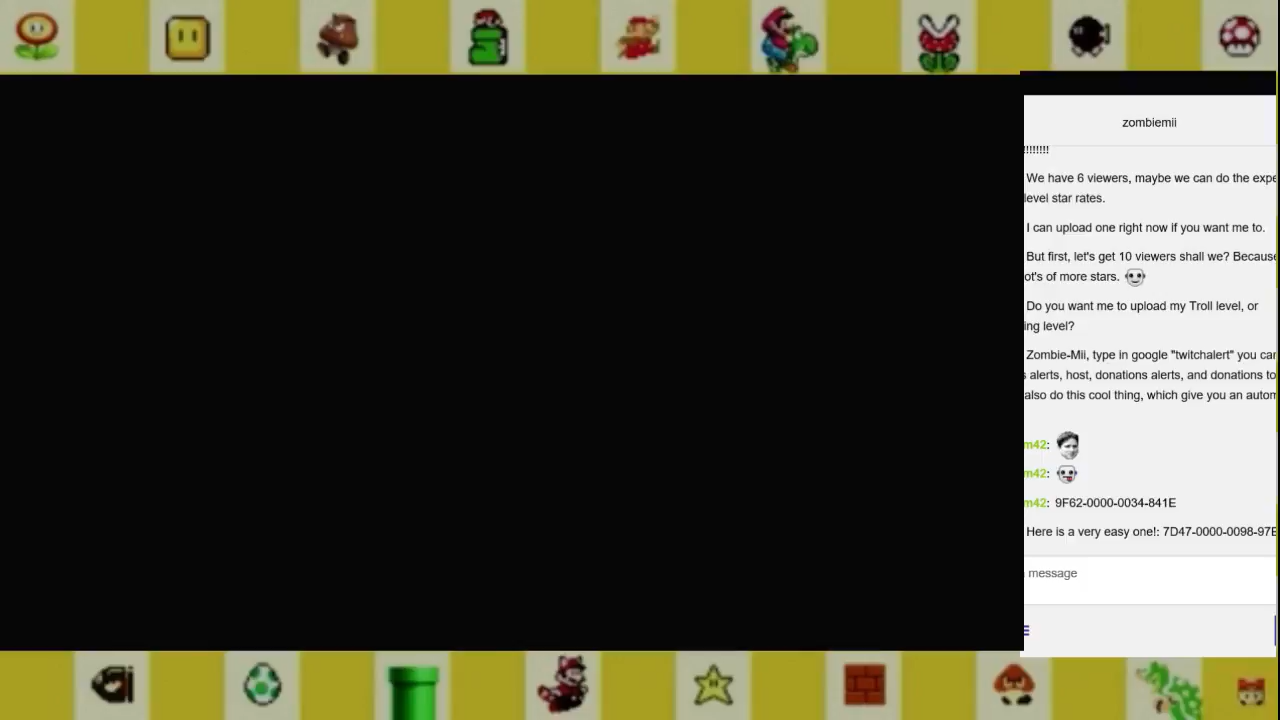 zombiemii
!!!!!!!!
We have 6 viewers, maybe we can do the expe
level star rates.
I can upload one right now if you want me to.
But first, let's get 10 viewers shall we? Because
ot's of more stars.
Do you want me to upload my Troll level, or
ing level?
Zombie-Mii, type in google "twitchalert" you can
s alerts, host, donations alerts, and donations to
also do this cool thing, which give you an autom
m42:
m42:
m42: 9F62-0000-0034-841E
Here is a very easy one!: 7D47-0000-0098-97E
message